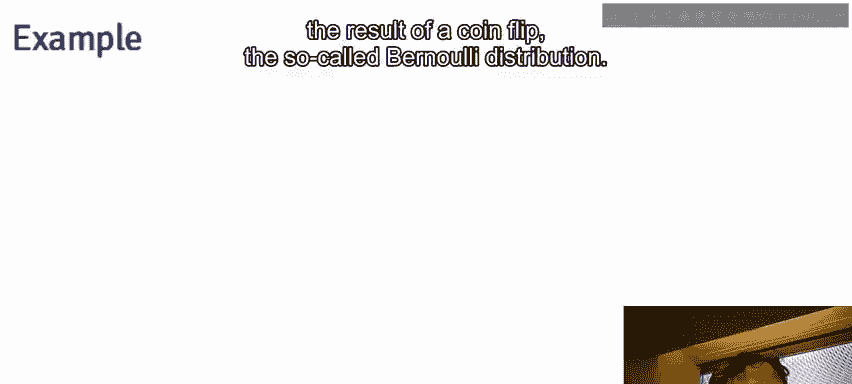 Example
the result of a coin flip,
the so-called Bernoulli distribution.